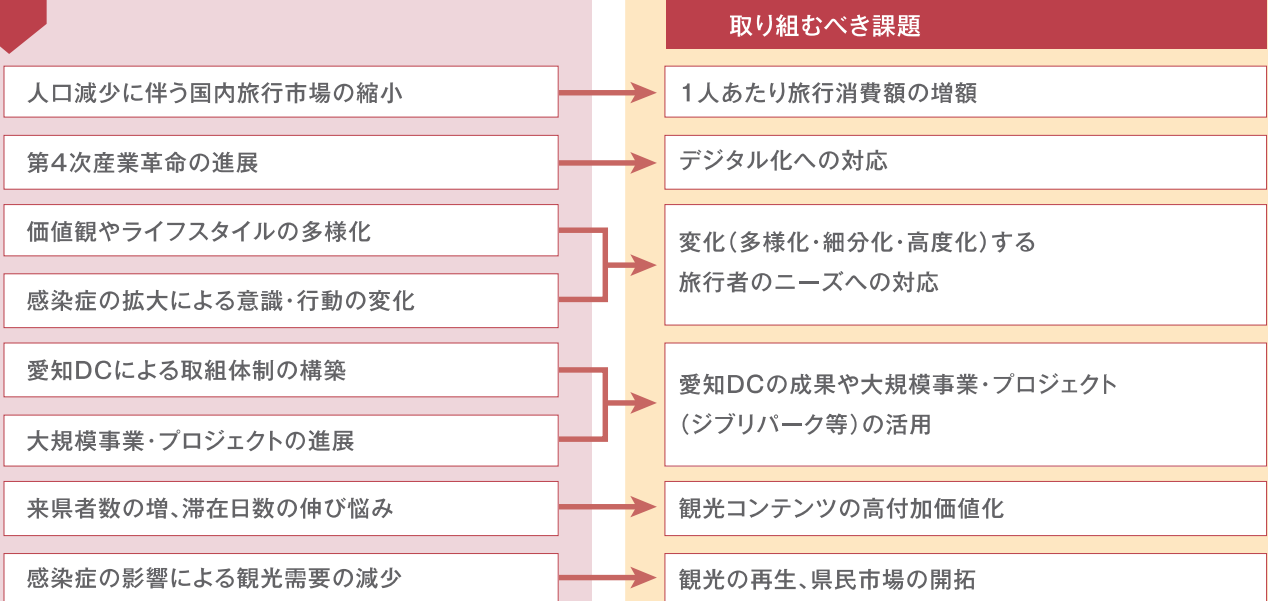 取り組むべき課題
人口減少に伴う国内旅行市場の縮小
1人あたり旅行消費額の増額
第4次産業革命の進展
デジタル化への対応
価値観やライフスタイルの多様化
感染症の拡大による意識・行動の変化
変化(多様化・細分化・高度化)する
旅行者のニーズへの対応
愛知DCによる取組体制の構築
大規模事業・プロジェクトの進展
愛知DCの成果や大規模事業・プロジェクト
(ジブリパーク等)の活用
来県者数の増、滞在日数の伸び悩み
観光コンテンツの高付加価値化
感染症の影響による観光需要の減少
観光の再生、県民市場の開拓